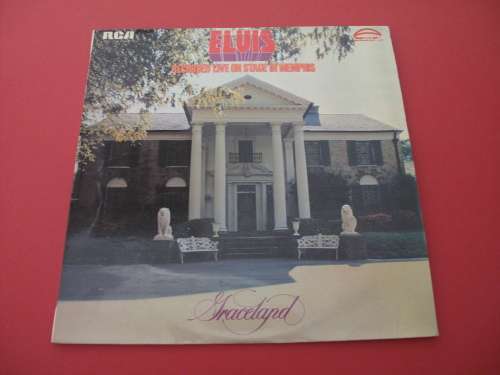 RCA
ELVIS
RECORDED LIVE ON STAGE IN MEMPHIS
Graceland